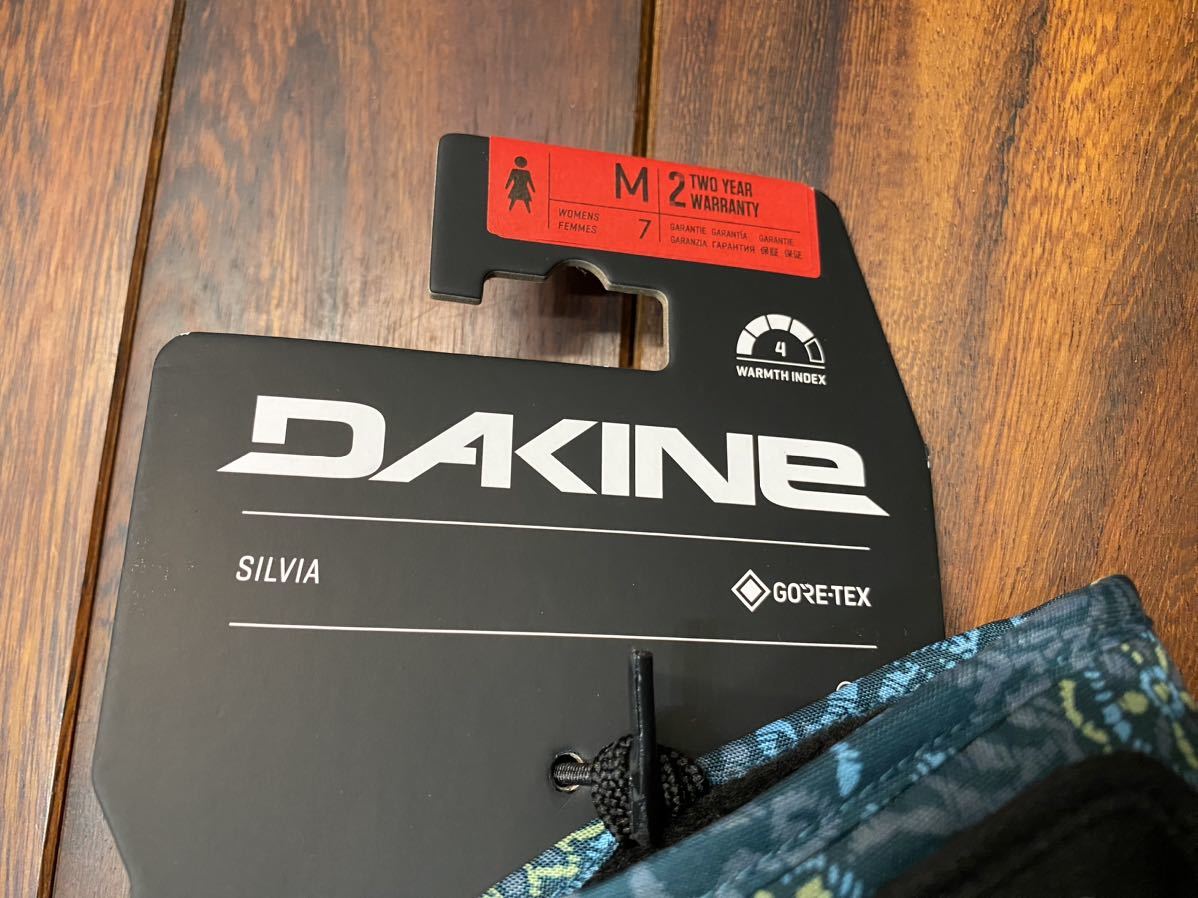 M
WOMENS
FEMMES
7
2 TWO YEAR
WARRANTY
GARANTIE GARANTÍA GARANTIE
GARANZIA ГАРАНТИЯ 保証 保证
4
WARMTH INDEX
DAKINE
SILVIA
GORE-TEX